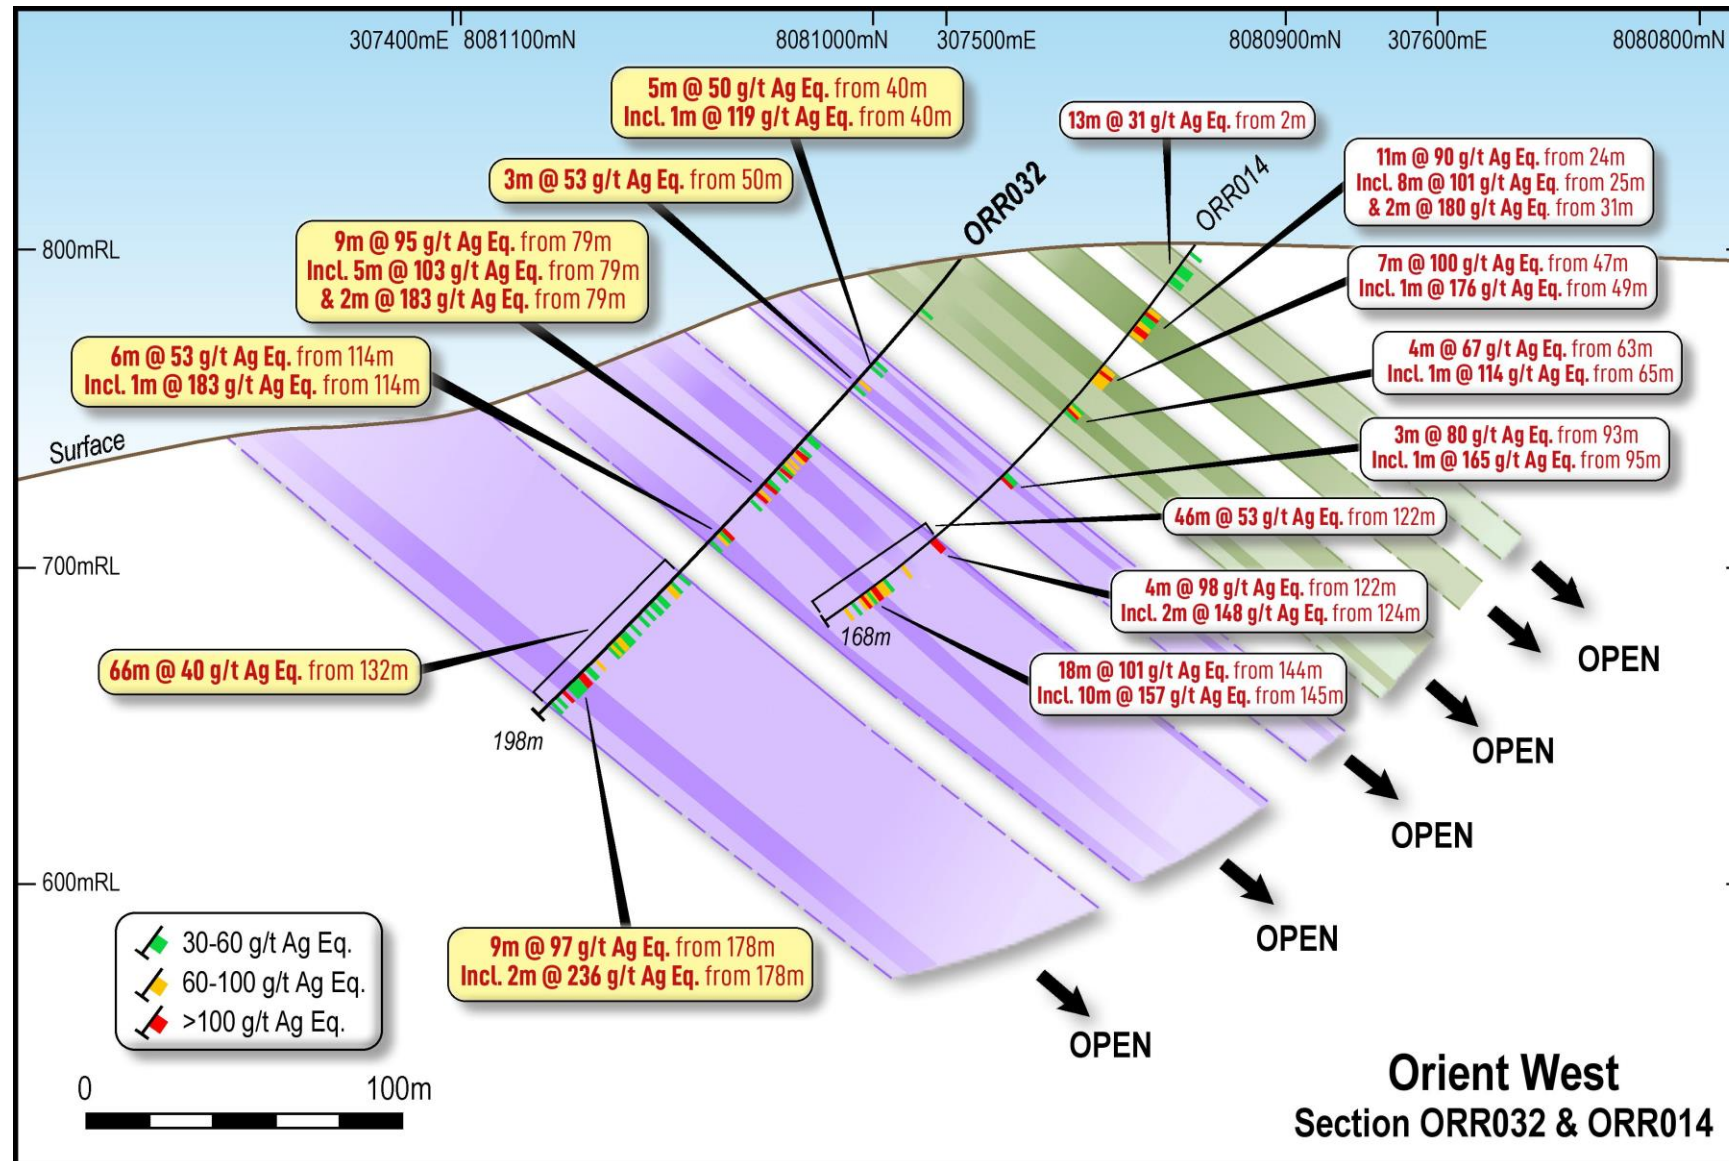 307400mE
8081100mN
8081000mN
307500mE
8080900mN
307600mE
8080800mN
5m @ 50 g/t Ag Eq. from 40m
Incl. 1m @ 119 g/t Ag Eq. from 40m
13m @ 31 g/t Ag Eq. from 2m
3m @ 53 g/t Ag Eq. from 50m
ORR032
ORR014
11m @ 90 g/t Ag Eq. from 24m
Incl. 8m @ 101 g/t Ag Eq. from 25m
& 2m @ 180 g/t Ag Eq. from 31m
800mRL
9m @ 95 g/t Ag Eq. from 79m
Incl. 5m @ 103 g/t Ag Eq. from 79m
& 2m @ 183 g/t Ag Eq. from 79m
7m @ 100 g/t Ag Eq. from 47m
Incl. 1m @ 176 g/t Ag Eq. from 49m
6m @ 53 g/t Ag Eq. from 114m
Incl. 1m @ 183 g/t Ag Eq. from 114m
4m @ 67 g/t Ag Eq. from 63m
Incl. 1m @ 114 g/t Ag Eq. from 65m
Surface
3m @ 80 g/t Ag Eq. from 93m
Incl. 1m @ 165 g/t Ag Eq. from 95m
46m @ 53 g/t Ag Eq. from 122m
700mRL
4m @ 98 g/t Ag Eq. from 122m
Incl. 2m @ 148 g/t Ag Eq. from 124m
168m
OPEN
66m @ 40 g/t Ag Eq. from 132m
18m @ 101 g/t Ag Eq. from 144m
Incl. 10m @ 157 g/t Ag Eq. from 145m
198m
OPEN
OPEN
600mRL
OPEN
9m @ 97 g/t Ag Eq. from 178m
Incl. 2m @ 236 g/t Ag Eq. from 178m
30-60 g/t Ag Eq.
60-100 g/t Ag Eq.
>100 g/t Ag Eq.
OPEN
0 100m
Orient West
Section ORR032 & ORR014